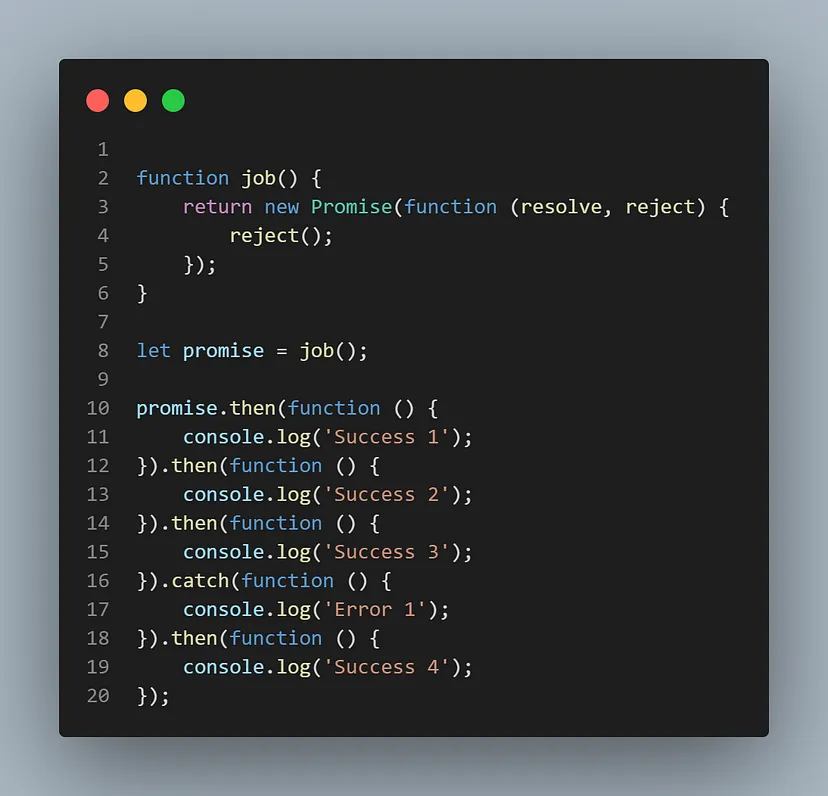 1
2 function job() {
3     return new Promise(function (resolve, reject) {
4         reject();
5     });
6 }
7
8 let promise = job();
9
10 promise.then(function () {
11     console.log('Success 1');
12 }).then(function () {
13     console.log('Success 2');
14 }).then(function () {
15     console.log('Success 3');
16 }).catch(function () {
17     console.log('Error 1');
18 }).then(function () {
19     console.log('Success 4');
20 });